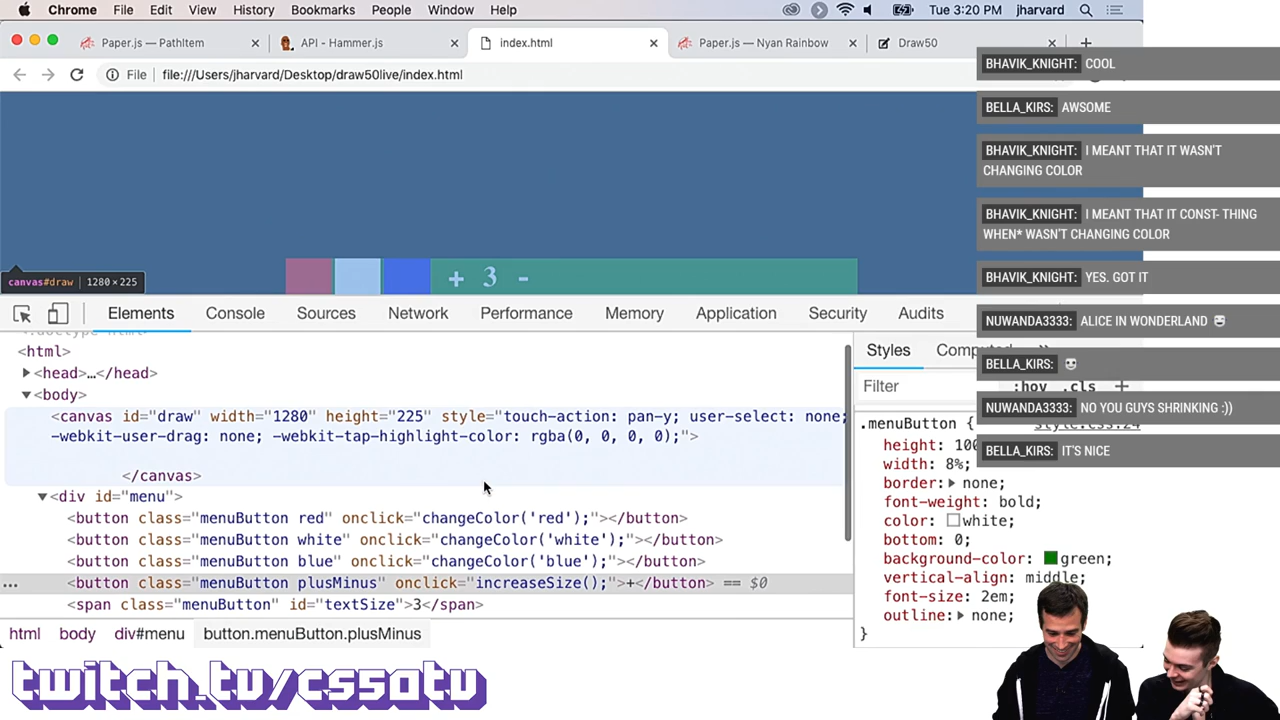 Chrome File Edit View History Bookmarks People Window Help Tue 3:20 PM jharvard
Paper.js — PathItem × API - Hammer.js × index.html × Paper.js — Nyan Rainbow × Draw50 × +
File file:///Users/jharvard/Desktop/draw50live/index.html
BHAVIK_KNIGHT: COOL
BELLA_KIRS: AWSOME
BHAVIK_KNIGHT: I MEANT THAT IT WASN'T
CHANGING COLOR
BHAVIK_KNIGHT: I MEANT THAT IT CONST- THING
WHEN* WASN'T CHANGING COLOR
BHAVIK_KNIGHT: YES. GOT IT
NUWANDA3333: ALICE IN WONDERLAND
BELLA_KIRS:
NUWANDA3333: NO YOU GUYS SHRINKING :))
BELLA_KIRS: IT'S NICE
+ 3 -
canvas#draw 1280×225
Elements Console Sources Network Performance Memory Application Security Audits
<html>
<head>…</head>
<body>
<canvas id="draw" width="1280" height="225" style="touch-action: pan-y; user-select: none;
-webkit-user-drag: none; -webkit-tap-highlight-color: rgba(0, 0, 0, 0);">
</canvas>
<div id="menu">
<button class="menuButton red" onclick="changeColor('red');"></button>
<button class="menuButton white" onclick="changeColor('white');"></button>
<button class="menuButton blue" onclick="changeColor('blue');"></button>
… <button class="menuButton plusMinus" onclick="increaseSize();">+</button> == $0
<span class="menuButton" id="textSize">3</span>
html body div#menu button.menuButton.plusMinus
Styles »
Filter :hov .cls +
.menuButton { style.css:24
height:
width: 8%;
border: none;
font-weight: bold;
color: white;
bottom: 0;
background-color: green;
vertical-align: middle;
font-size: 2em;
outline: none;
}
twitch.tv/cs50tv